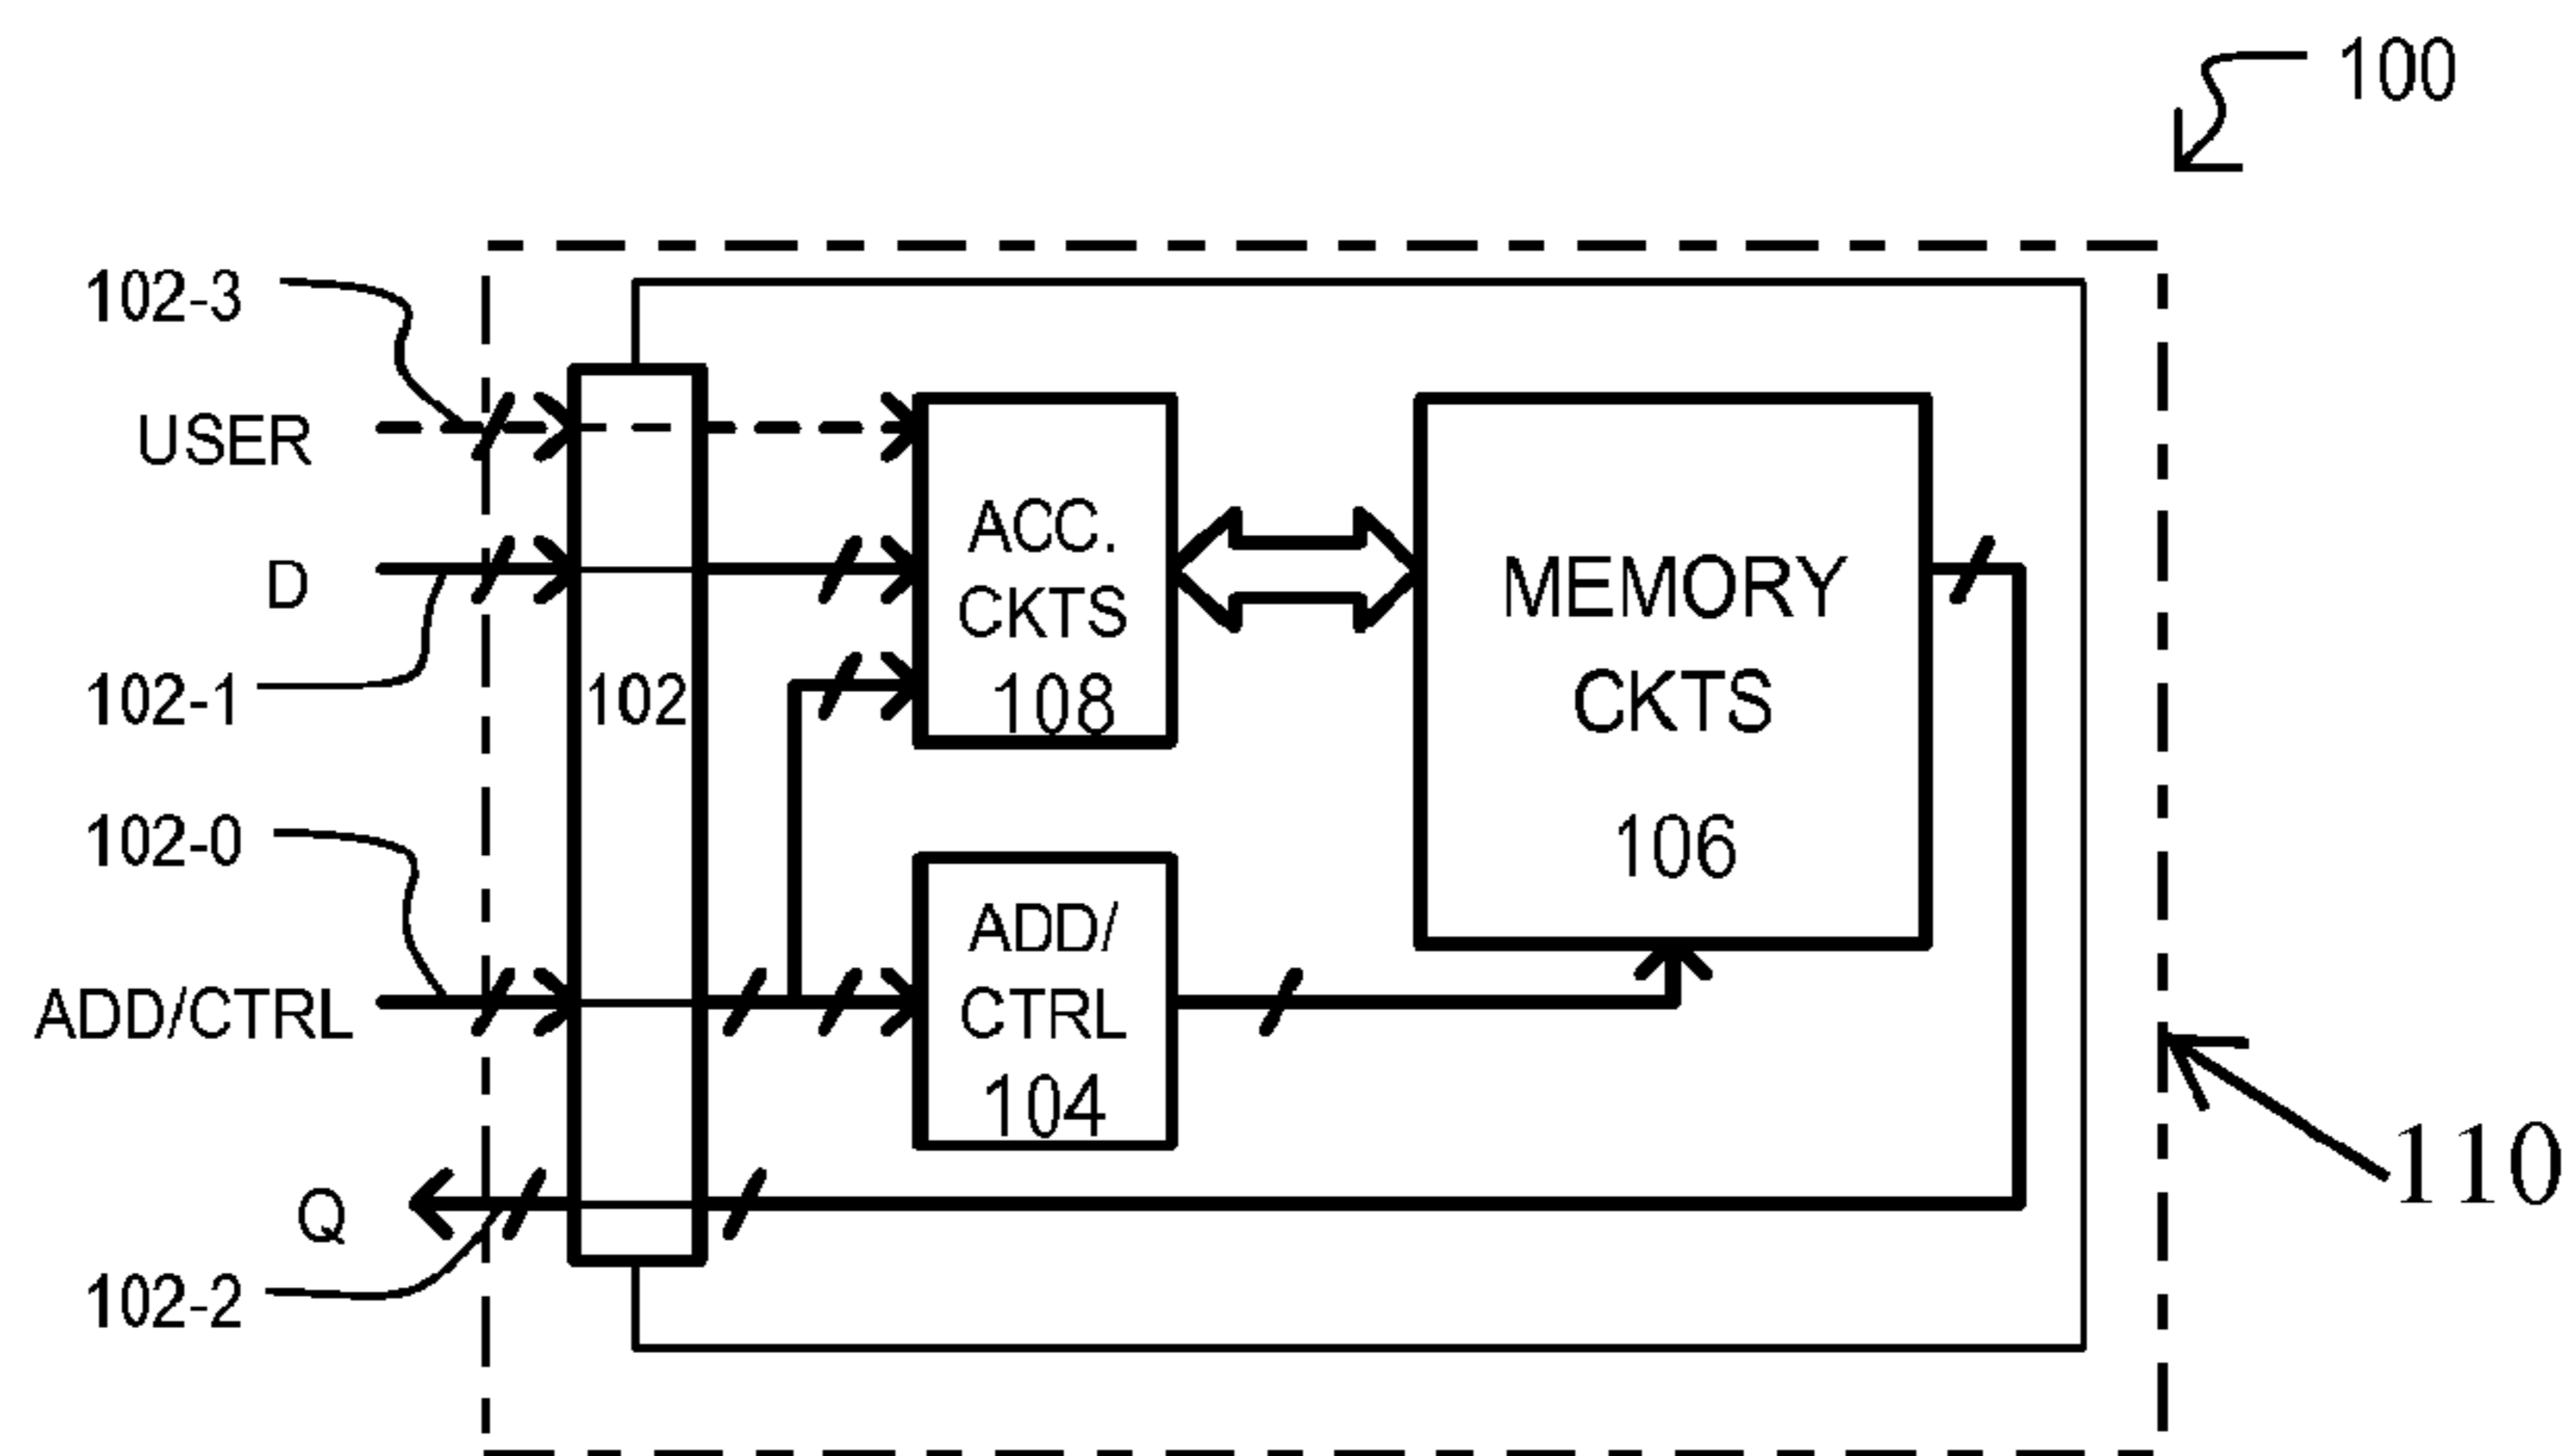 100
102-3
USER
D
102-1
102
ACC.
CKTS
108
MEMORY
CKTS
106
102-0
ADD/CTRL
ADD/
CTRL
104
Q
102-2
110